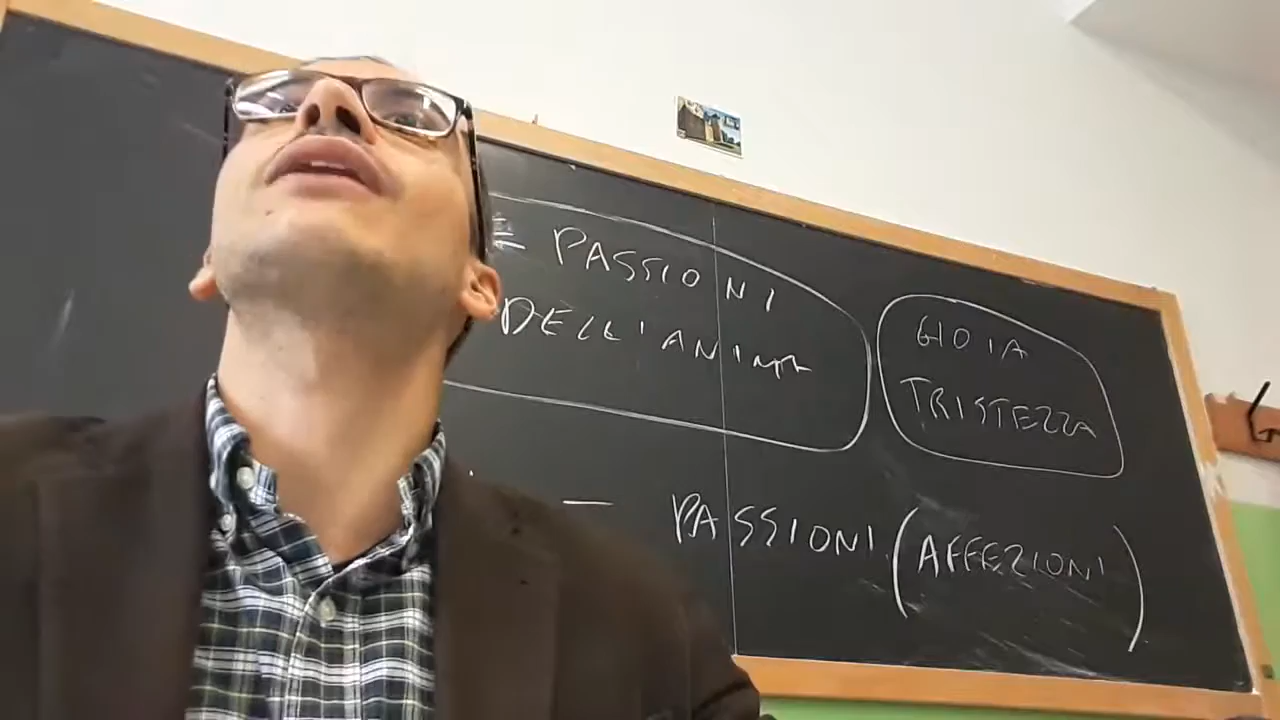 PASSIONI
DELL'ANIMA
GIOIA
TRISTEZZA
— PASSIONI (AFFEZIONI)